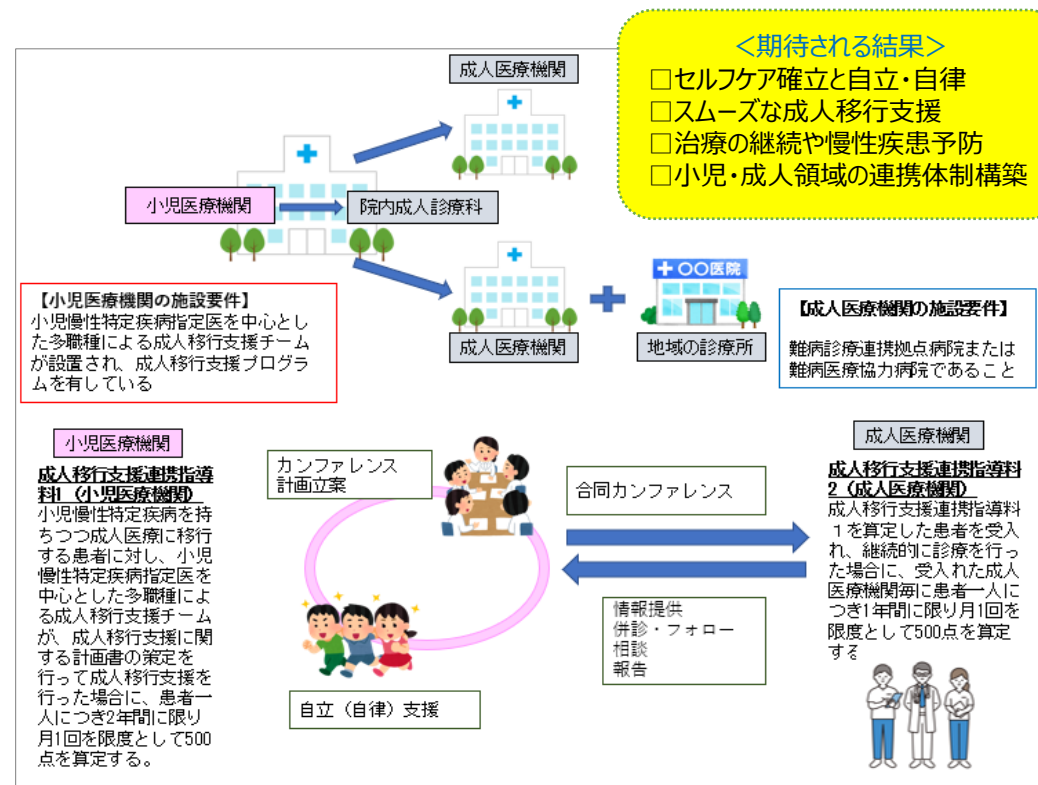 <期待される結果>
□セルフケア確立と自立・自律
□スムーズな成人移行支援
□治療の継続や慢性疾患予防
□小児・成人領域の連携体制構築
成人医療機関
小児医療機関
院内成人診療科
成人医療機関
〇〇医院
地域の診療所
【小児医療機関の施設要件】
小児慢性特定疾病指定医を中心とし
た多職種による成人移行支援チーム
が設置され、成人移行支援プログラ
ムを有している
【成人医療機関の施設要件】
難病診療連携拠点病院または
難病医療協力病院であること
小児医療機関
成人移行支援連携指導
料1（小児医療機関）
小児慢性特定疾病を持
ちつつ成人医療に移行
する患者に対し、小児
慢性特定疾病指定医を
中心とした多職種によ
る成人移行支援チーム
が、成人移行支援に関
する計画書の策定を
行って成人移行支援を
行った場合に、患者一
人につき2年間に限り
月1回を限度として500
点を算定する。
カンファレンス
計画立案
自立（自律）支援
合同カンファレンス
情報提供
併診・フォロー
相談
報告
成人医療機関
成人移行支援連携指導料
2（成人医療機関）
成人移行支援連携指導料
1を算定した患者を受入
れ、継続的に診療を行っ
た場合に、受入れた成人
医療機関毎に患者一人に
つき1年間に限り月1回を
限度として500点を算定
する